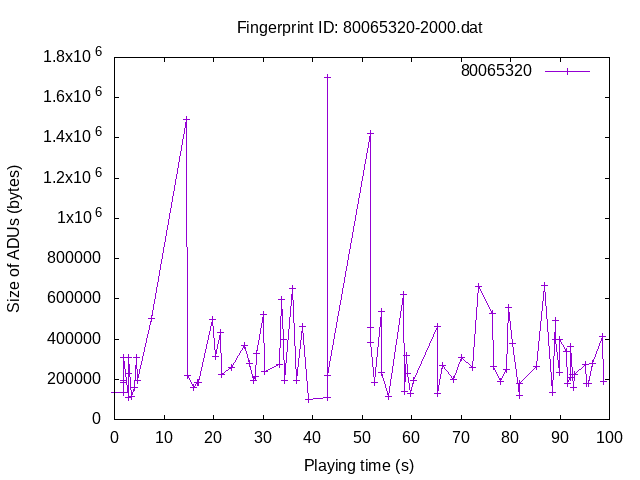 Fingerprint ID: 80065320-2000.dat
80065320
Size of ADUs (bytes)
1.8x10^6
1.6x10^6
1.4x10^6
1.2x10^6
1x10^6
800000
600000
400000
200000
0
0 10 20 30 40 50 60 70 80 90 100
Playing time (s)